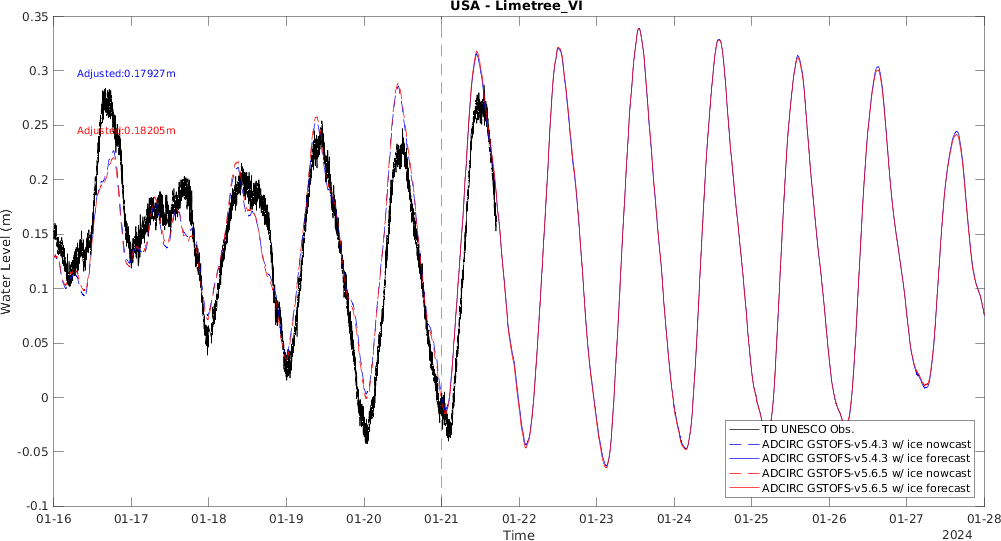 USA - Limetree_VI
0.35
0.3
0.25
0.2
0.15
0.1
0.05
0
-0.05
-0.1
Water Level (m)
Adjusted:0.17927m
Adjusted:0.18205m
TD UNESCO Obs.
ADCIRC GSTOFS-v5.4.3 w/ ice nowcast
ADCIRC GSTOFS-v5.4.3 w/ ice forecast
ADCIRC GSTOFS-v5.6.5 w/ ice nowcast
ADCIRC GSTOFS-v5.6.5 w/ ice forecast
01-16 01-17 01-18 01-19 01-20 01-21 01-22 01-23 01-24 01-25 01-26 01-27 01-28
Time
2024